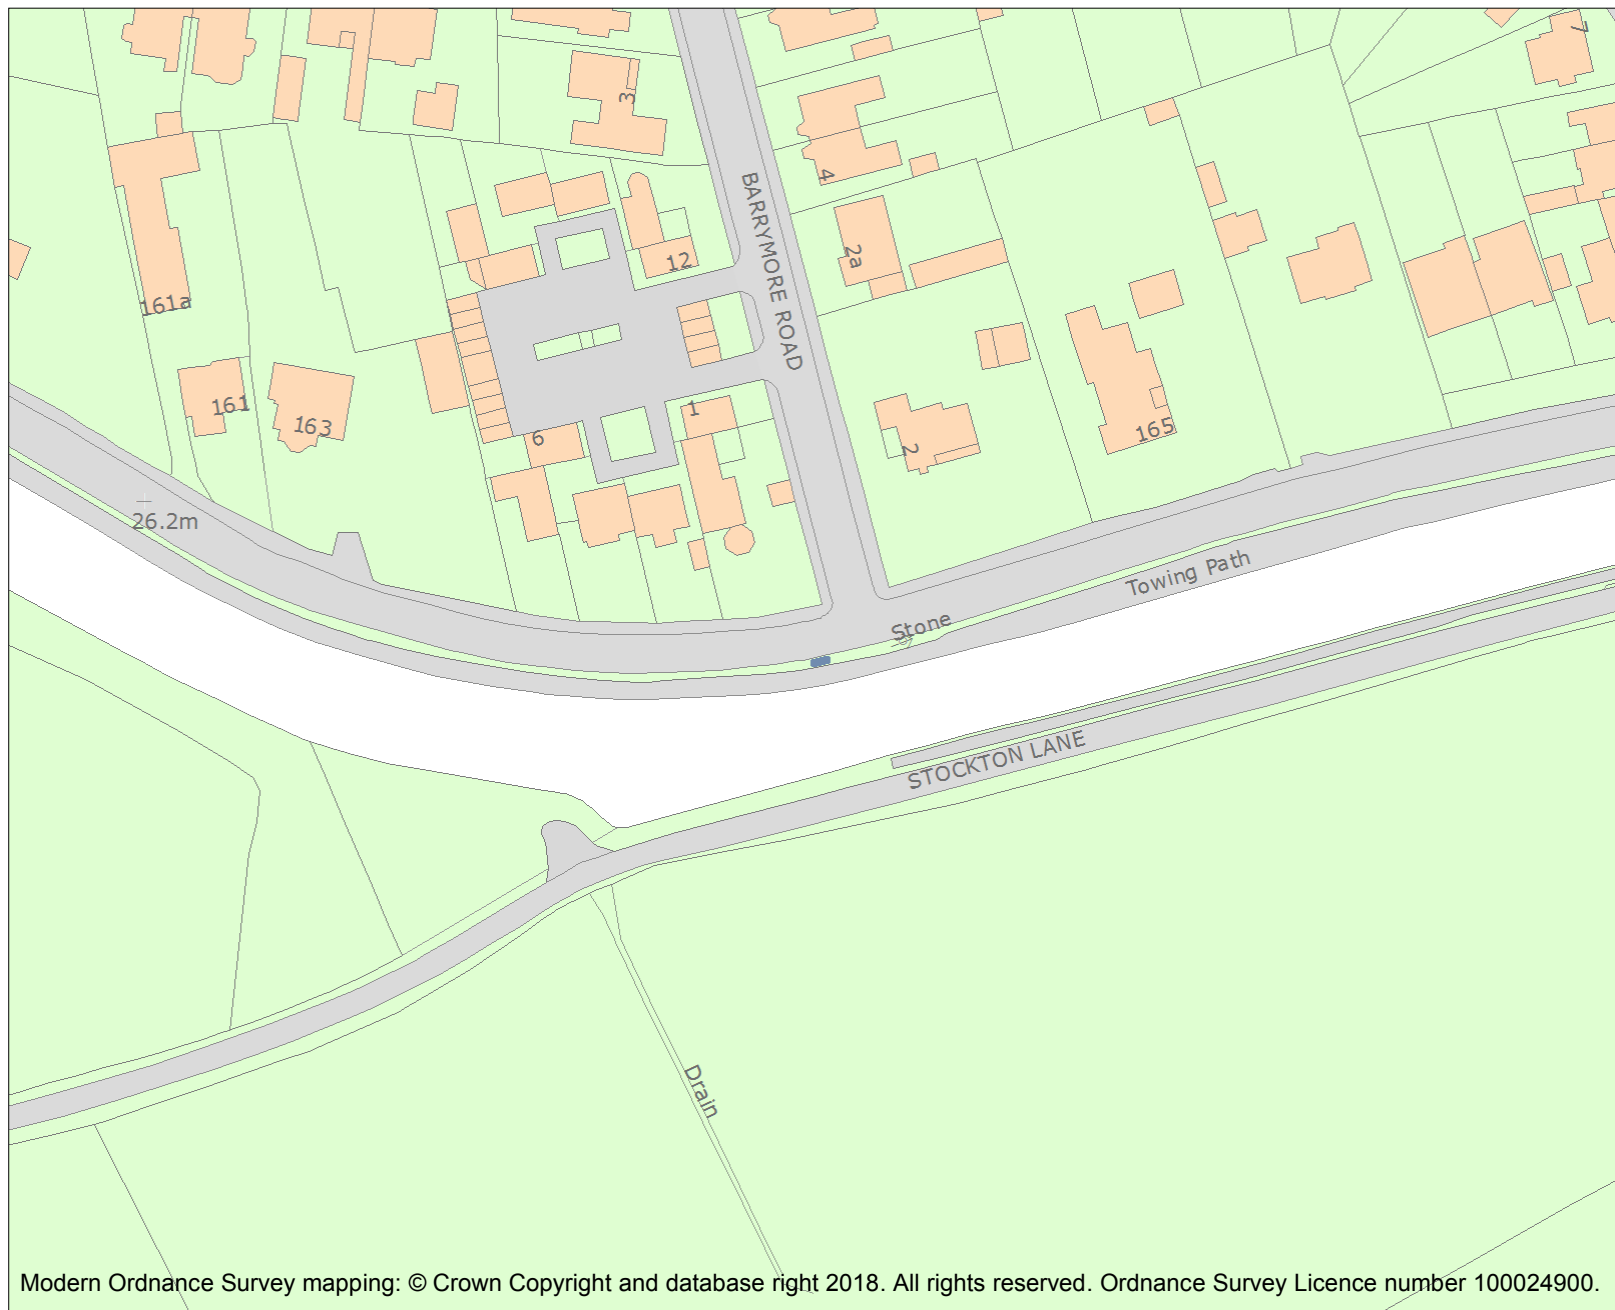 7
3
BARRYMORE ROAD
4
2a
12
161a
161
163
1
6
2
165
26.2m
Towing Path
Stone
STOCKTON LANE
Drain
Modern Ordnance Survey mapping: © Crown Copyright and database right 2018. All rights reserved. Ordnance Survey Licence number 100024900.